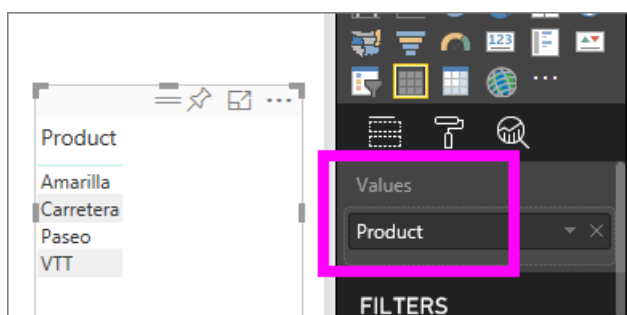 123
Product
Amarilla
Carretera
Paseo
VTT
Values
Product
FILTERS